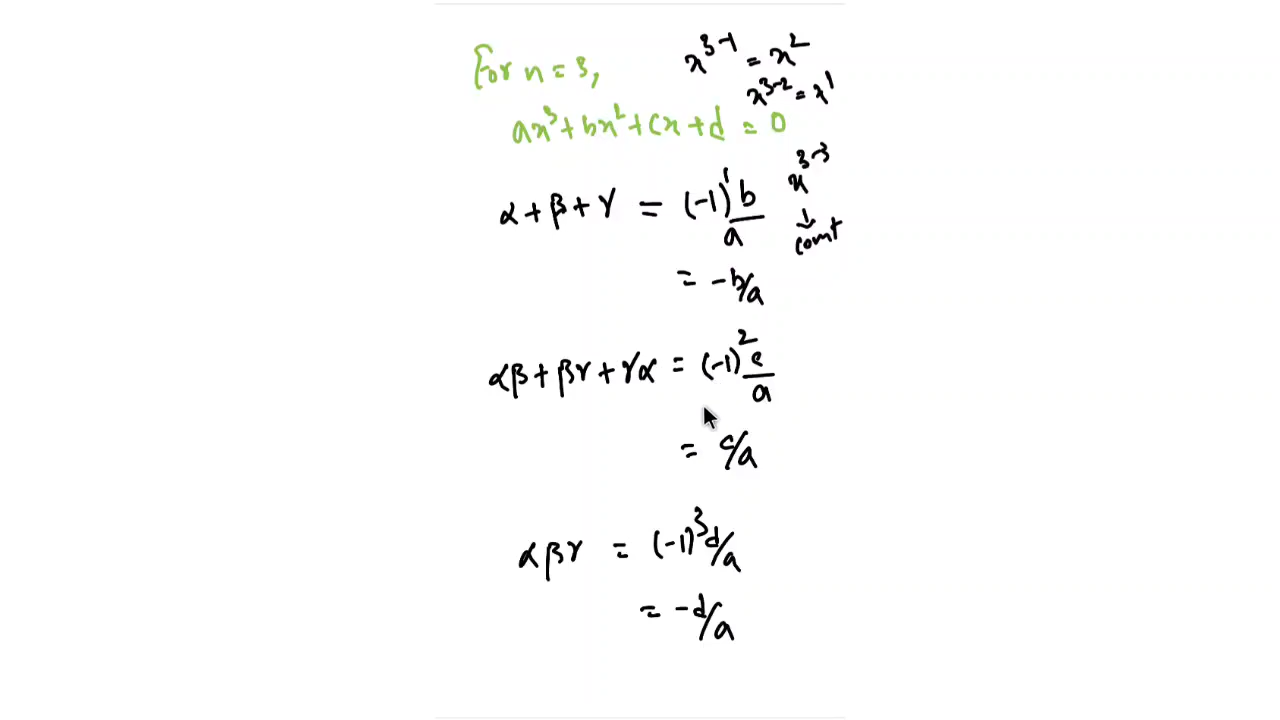 For n = 3,
x^{3-1} = x^2
x^{3-2} = x^1
ax^3 + bx^2 + cx + d = 0
x^{3-3}
↓
const
α + β + γ = (-1)^1 b/a
= -b/a
αβ + βγ + γα = (-1)^2 c/a
= c/a
αβγ = (-1)^3 d/a
= -d/a